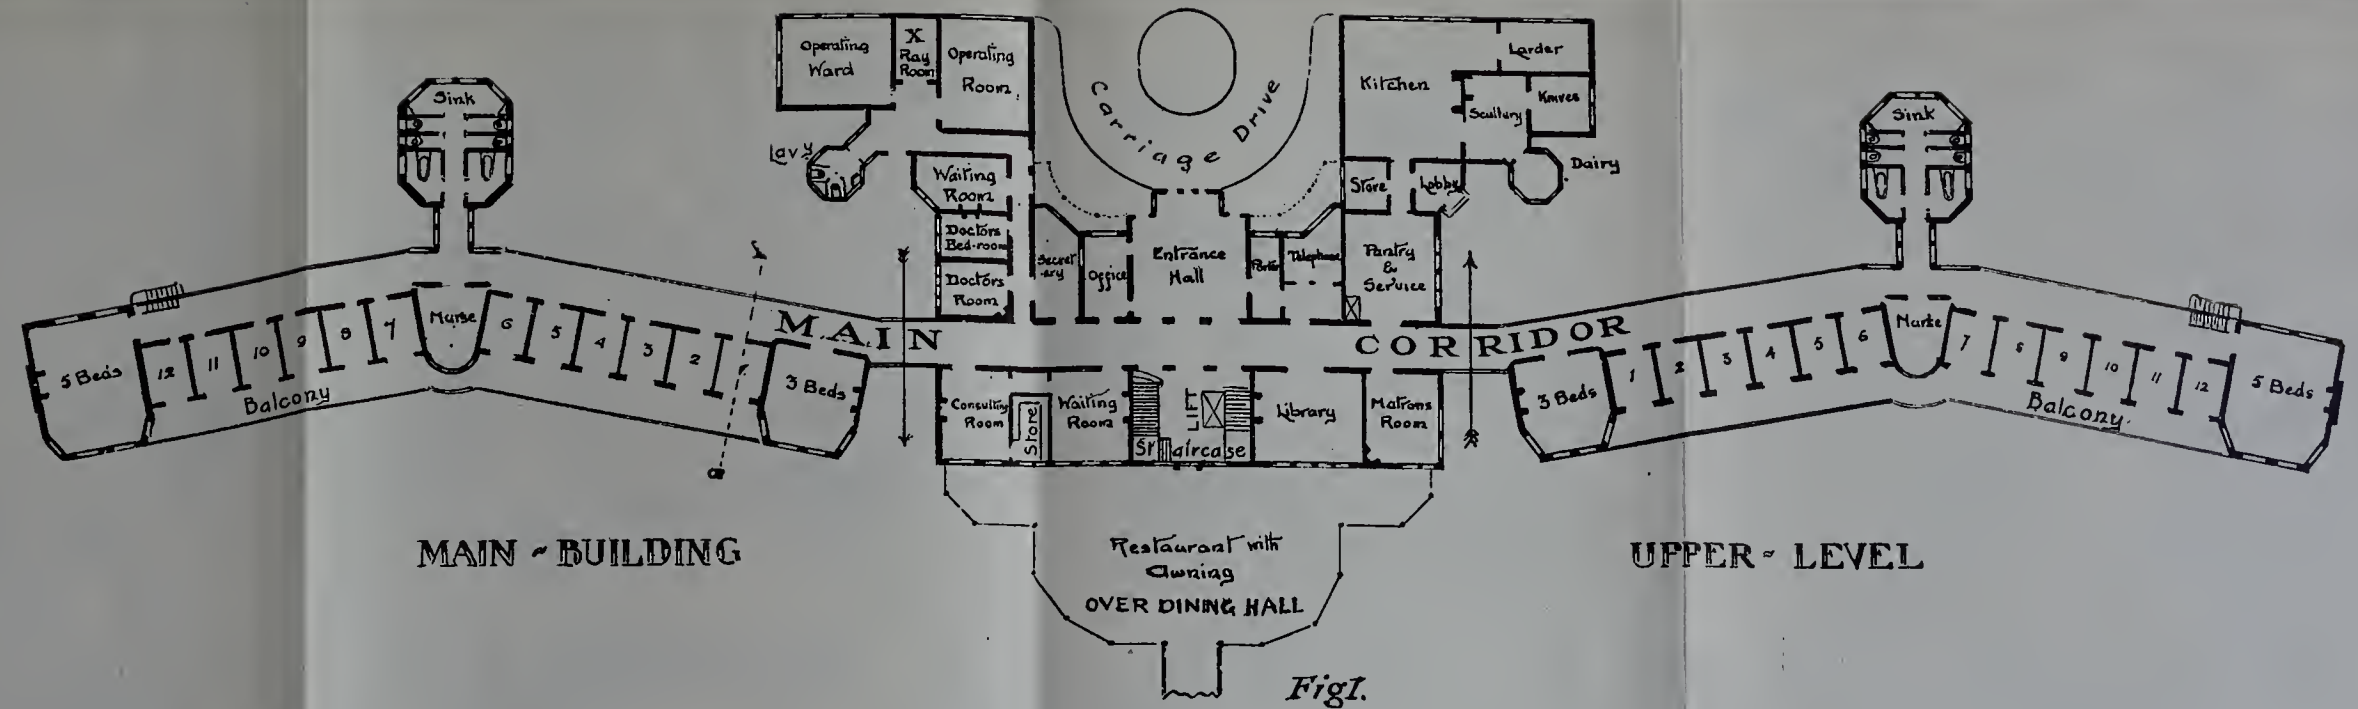 Operating
Ward
X
Ray
Room
Operating
Room
Lavy
Waiting
Room
Doctors
Bed-room
Doctors
Room
Secret
-ary
Office
Entrance
Hall
Porter
Telephone
Carriage Drive
Kitchen
Larder
Scullury
Knives
Dairy
Store
Lobby
Pantry
&
Service
Sink
Nurse
5 Beds
12
11
10
9
8
7
6
5
4
3
2
3 Beds
Balcony
MAIN CORRIDOR
Consulting
Room
Store
Waiting
Room
LIFT
Staircase
Library
Matrons
Room
Sink
Nurse
3 Beds
1
2
3
4
5
6
7
8
9
10
11
12
5 Beds
Balcony.
MAIN ~ BUILDING
UPPER ~ LEVEL
Restaurant with
Awning
OVER DINING HALL
Fig1.